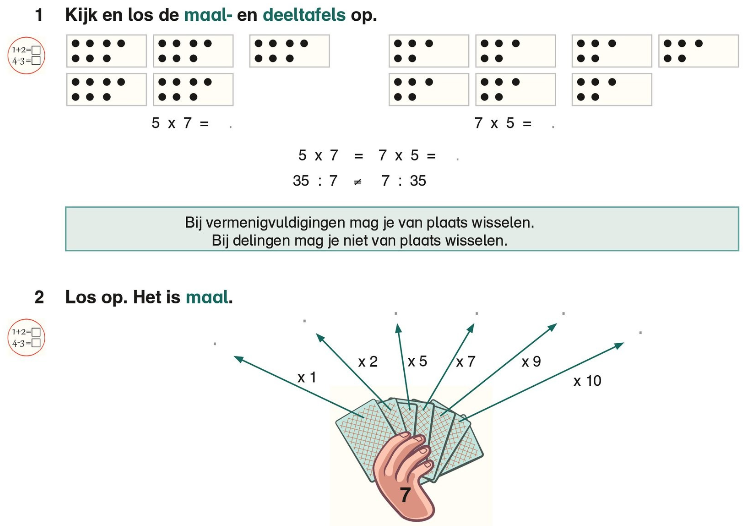 1 Kijk en los de maal- en deeltafels op.
1+2=
4-3=
5 x 7 = .
7 x 5 = .
5 x 7 = 7 x 5 = .
35 : 7 ≠ 7 : 35
Bij vermenigvuldigingen mag je van plaats wisselen.
Bij delingen mag je niet van plaats wisselen.
2 Los op. Het is maal.
1+2=
4-3=
x 1
x 2
x 5
x 7
x 9
x 10
7